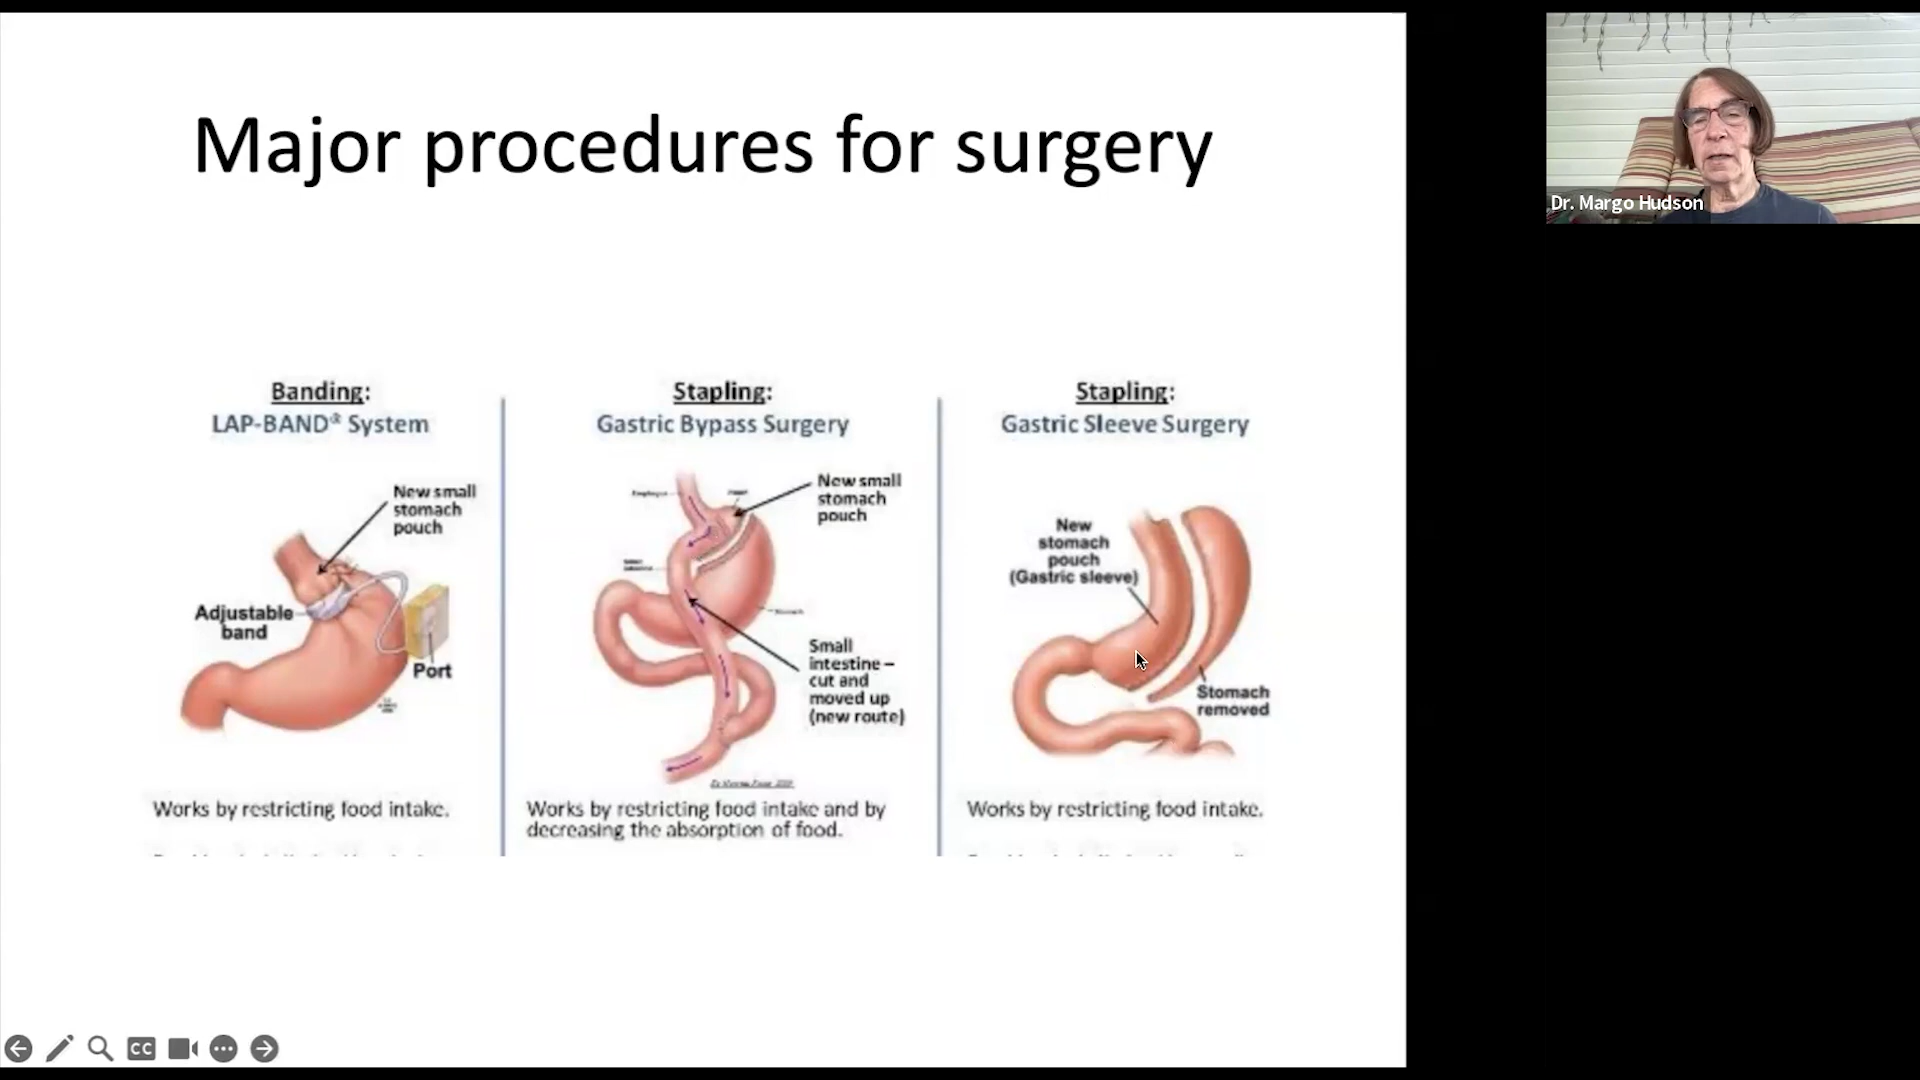 Major procedures for surgery
Dr. Margo Hudson
Banding:
LAP-BAND® System
New small
stomach
pouch
Adjustable
band
Port
Works by restricting food intake.
Stapling:
Gastric Bypass Surgery
Esophagus
New small
stomach
pouch
Stomach
Small
intestine –
cut and
moved up
(new route)
Works by restricting food intake and by
decreasing the absorption of food.
Stapling:
Gastric Sleeve Surgery
New
stomach
pouch
(Gastric sleeve)
Stomach
removed
Works by restricting food intake.
CC